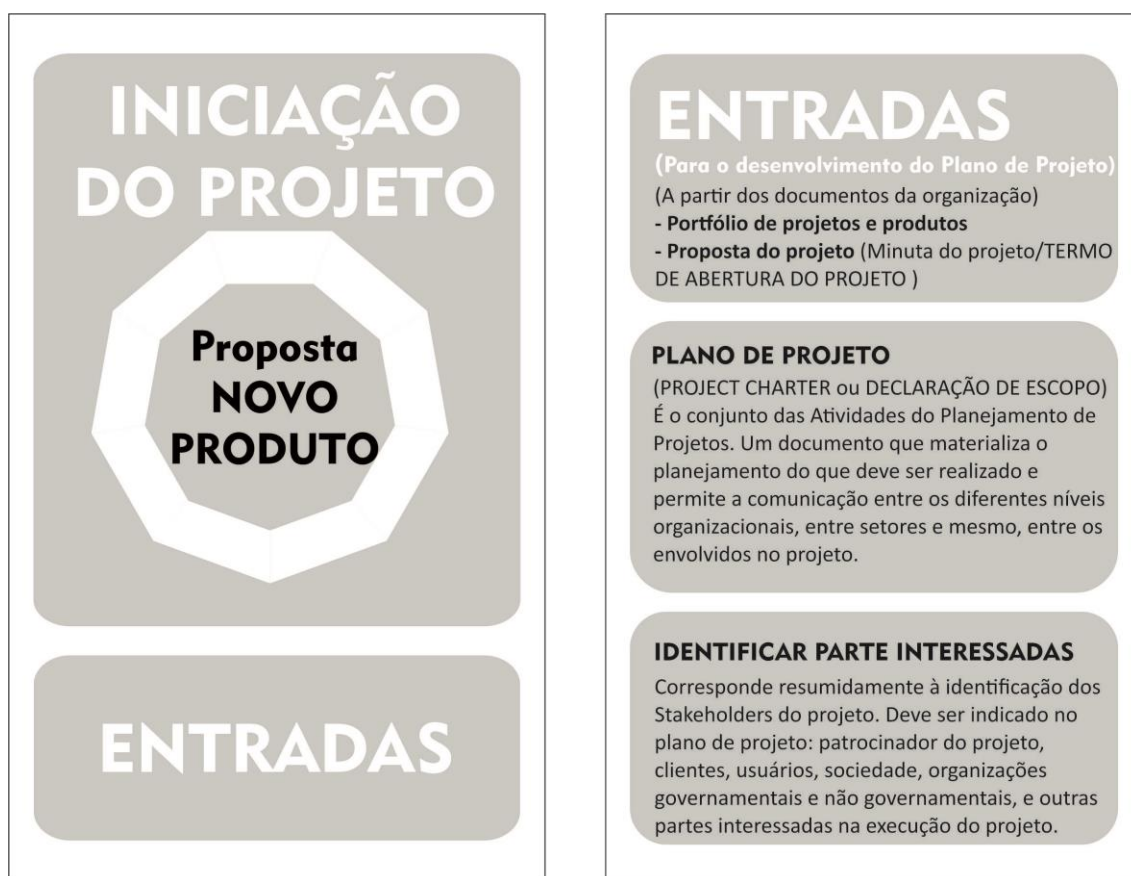 INICIAÇÃO
DO PROJETO
Proposta
NOVO
PRODUTO
ENTRADAS
ENTRADAS
(Para o desenvolvimento do Plano de Projeto)
(A partir dos documentos da organização)
- Portfólio de projetos e produtos
- Proposta do projeto (Minuta do projeto/TERMO
DE ABERTURA DO PROJETO )
PLANO DE PROJETO
(PROJECT CHARTER ou DECLARAÇÃO DE ESCOPO)
É o conjunto das Atividades do Planejamento de
Projetos. Um documento que materializa o
planejamento do que deve ser realizado e
permite a comunicação entre os diferentes níveis
organizacionais, entre setores e mesmo, entre os
envolvidos no projeto.
IDENTIFICAR PARTE INTERESSADAS
Corresponde resumidamente à identificação dos
Stakeholders do projeto. Deve ser indicado no
plano de projeto: patrocinador do projeto,
clientes, usuários, sociedade, organizações
governamentais e não governamentais, e outras
partes interessadas na execução do projeto.